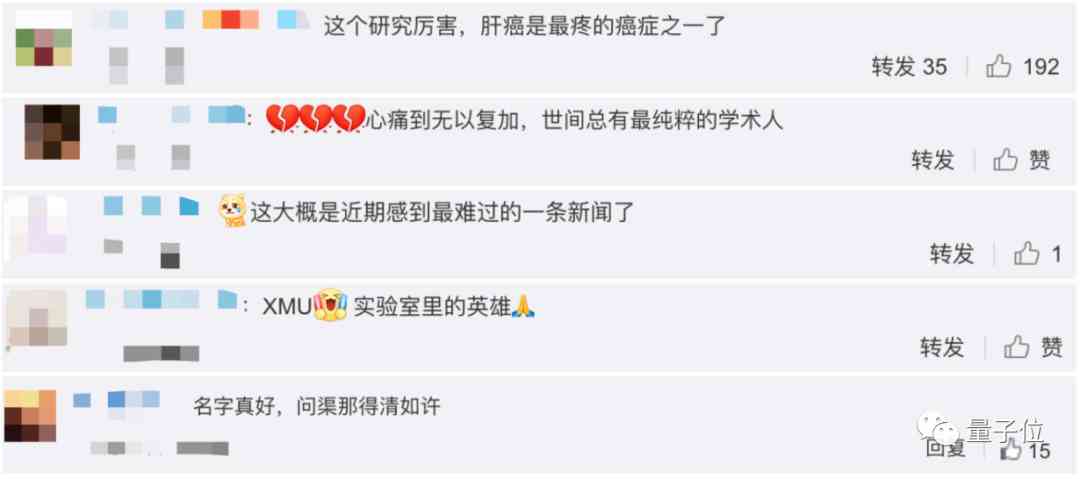 这个研究厉害，肝癌是最疼的癌症之一了
转发 35 192
：心痛到无以复加，世间总有最纯粹的学术人
转发 赞
这大概是近期感到最难过的一条新闻了
转发 1
：XMU 实验室里的英雄
转发 赞
名字真好，问渠那得清如许
回复 15
量子位